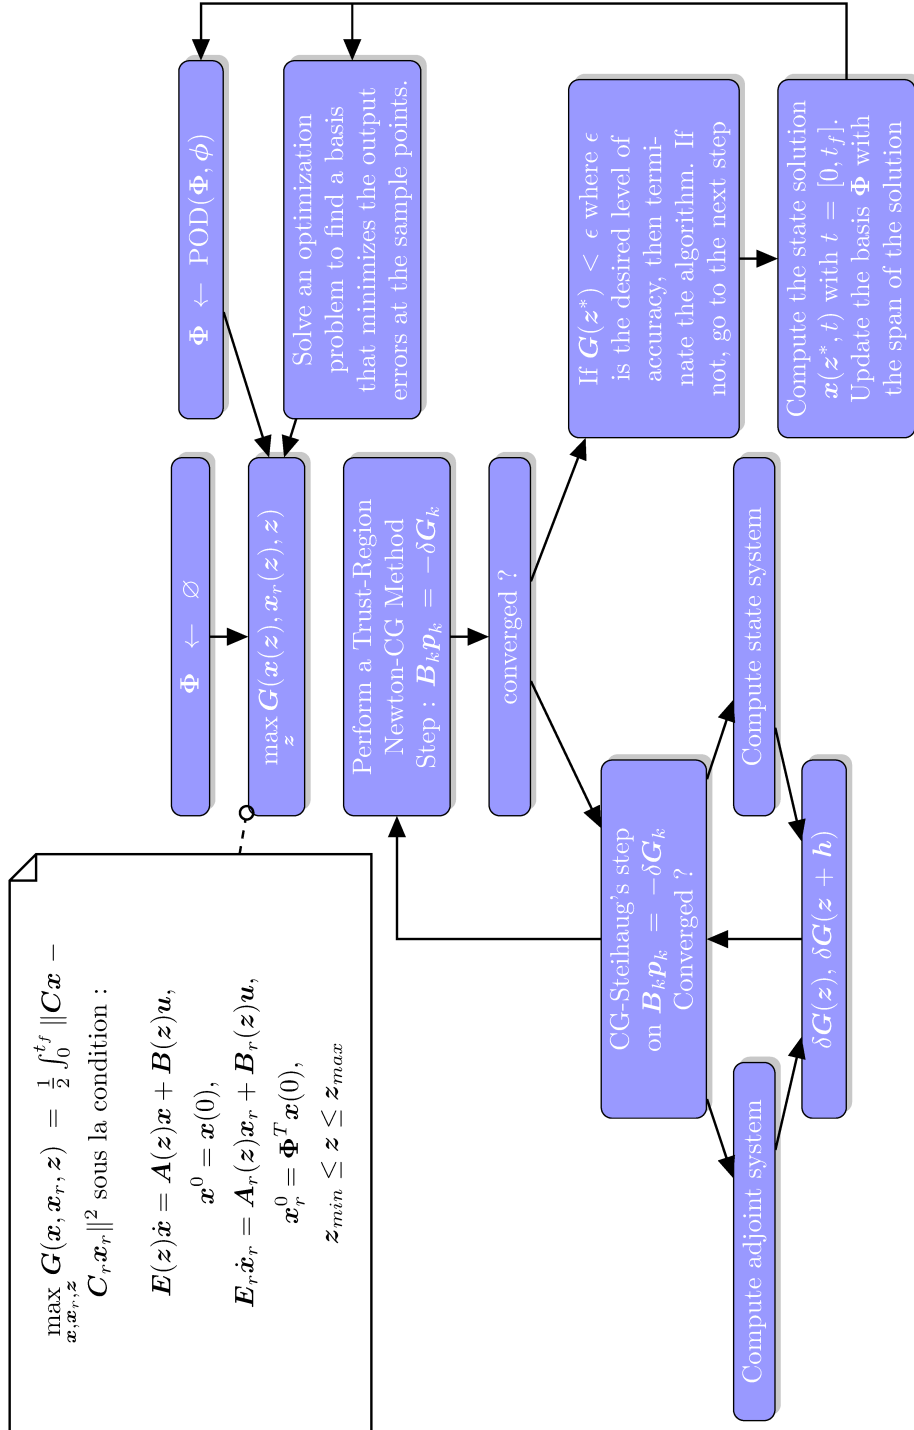 max G(x, x_r, z) = 1/2 ∫_0^{t_f} ‖Cx −
x,x_r,z
C_r x_r‖² sous la condition :
E(z)ẋ = A(z)x + B(z)u,
x^0 = x(0),
E_r ẋ_r = A_r(z)x_r + B_r(z)u,
x_r^0 = Φ^T x(0),
z_{min} ≤ z ≤ z_{max}
Φ ← ∅
max G(x(z), x_r(z), z)
z
Φ ← POD(Φ, ϕ)
Solve an optimization
problem to find a basis
that minimizes the output
errors at the sample points.
Perform a Trust-Region
Newton-CG Method
Step : B_k p_k = −δG_k
converged ?
CG-Steihaug's step
on B_k p_k = −δG_k
Converged ?
Compute adjoint system
Compute state system
δG(z), δG(z + h)
If G(z*) < ϵ where ϵ
is the desired level of
accuracy, then termi-
nate the algorithm. If
not, go to the next step
Compute the state solution
x(z*, t) with t = [0, t_f].
Update the basis Φ with
the span of the solution